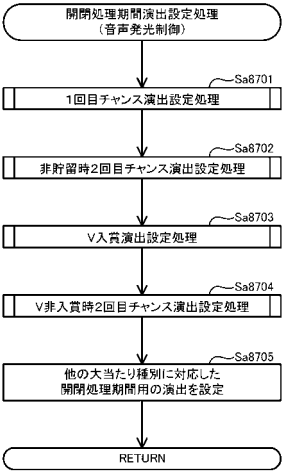 開閉処理期間演出設定処理
（音声発光制御）
Sa8701
1回目チャンス演出設定処理
Sa8702
非貯留時2回目チャンス演出設定処理
Sa8703
V入賞演出設定処理
Sa8704
V非入賞時2回目チャンス演出設定処理
Sa8705
他の大当たり種別に対応した
開閉処理期間用の演出を設定
RETURN